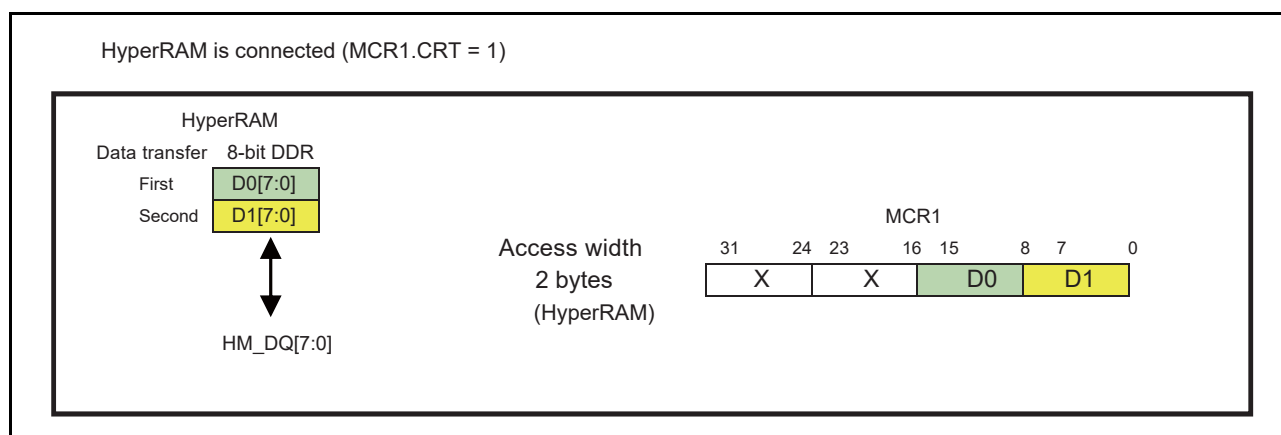 HyperRAM is connected (MCR1.CRT = 1)
HyperRAM
Data transfer 8-bit DDR
First D0[7:0]
Second D1[7:0]
HM_DQ[7:0]
MCR1
Access width 31 24 23 16 15 8 7 0
2 bytes X X D0 D1
(HyperRAM)